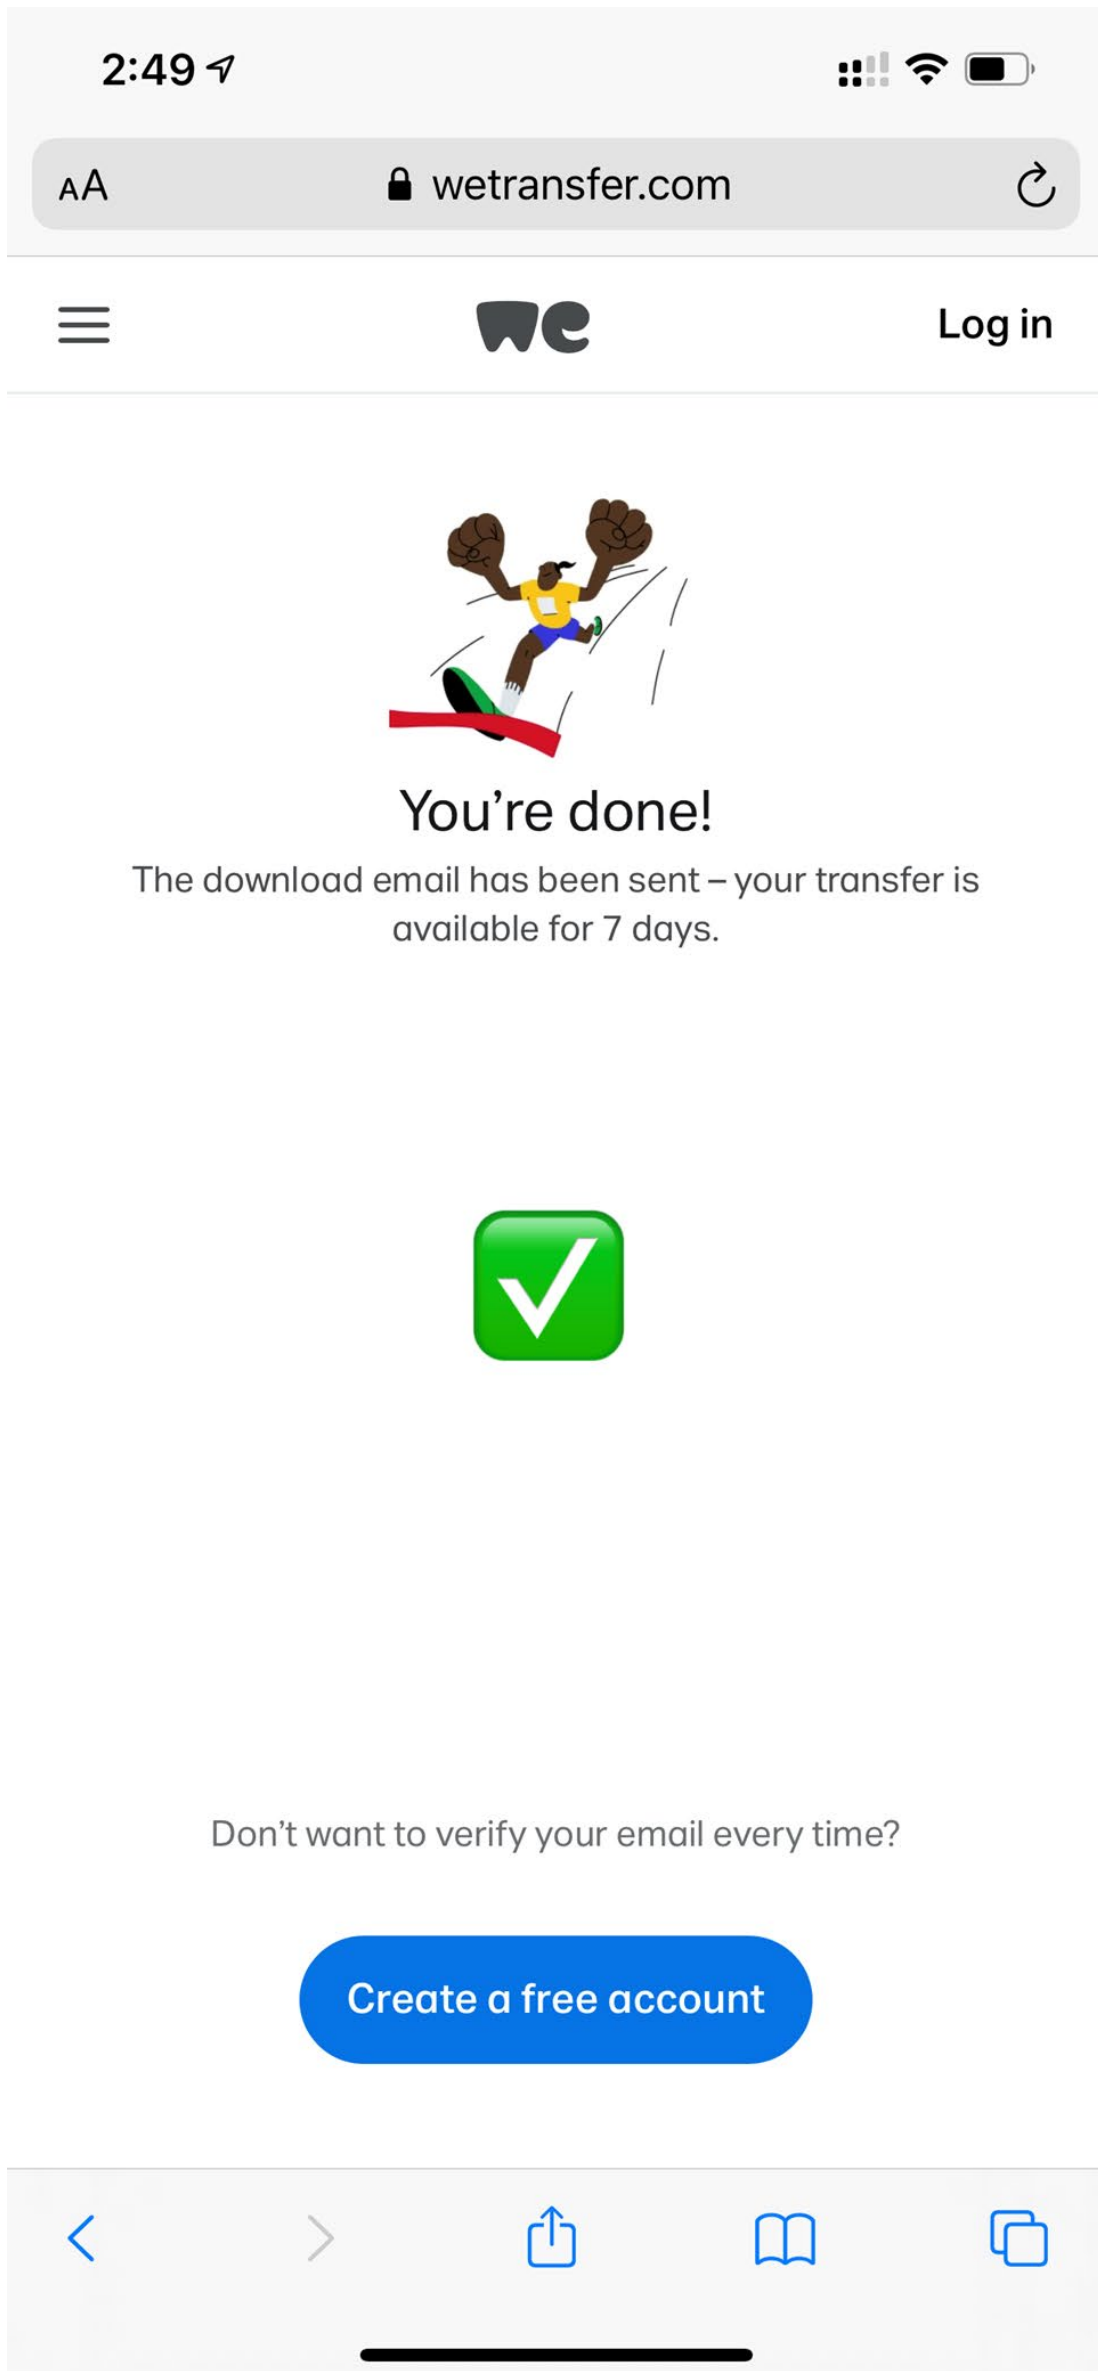 2:49
AA wetransfer.com
we Log in
You’re done!
The download email has been sent – your transfer is
available for 7 days.
Don’t want to verify your email every time?
Create a free account